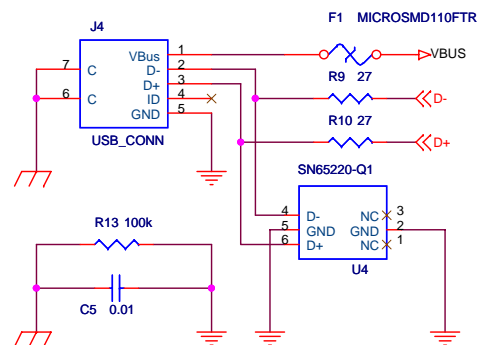 F1 MICROSMD110FTR
J4
VBus 1
VBUS
7 C
D- 2
D+ 3
R9 27
6 C
ID 4
D-
GND 5
R10 27
USB_CONN
D+
SN65220-Q1
4 D-
NC 3
5 GND
GND 2
6 D+
NC 1
R13 100k
U4
C5 0.01